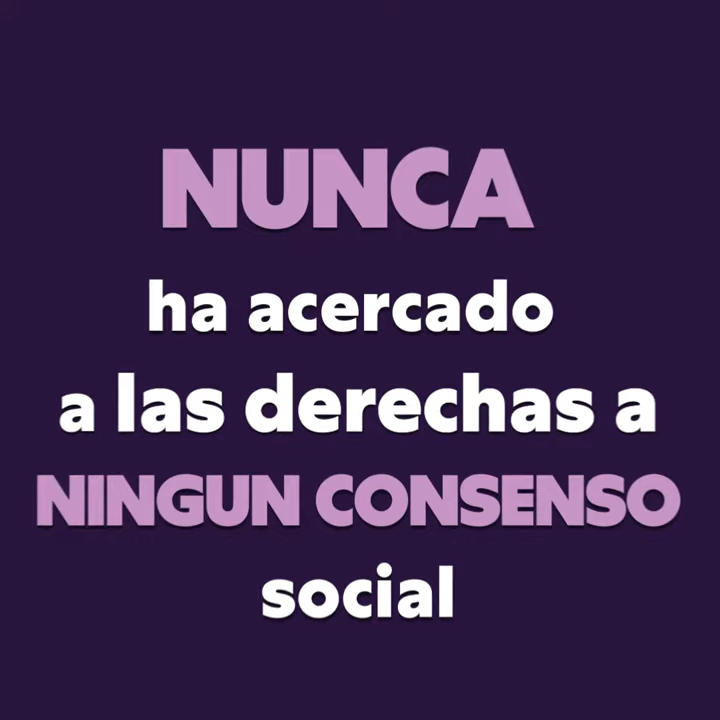 NUNCA
ha acercado
a las derechas a
NINGUN CONSENSO
social